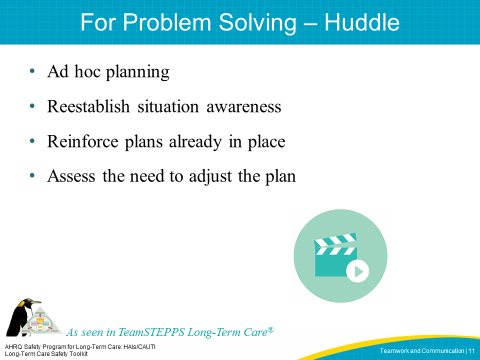 For Problem Solving – Huddle
• Ad hoc planning
• Reestablish situation awareness
• Reinforce plans already in place
• Assess the need to adjust the plan
As seen in TeamSTEPPS Long-Term Care®
AHRQ Safety Program for Long-Term Care: HAIs/CAUTI
Long-Term Care Safety Toolkit
Teamwork and Communication | 11